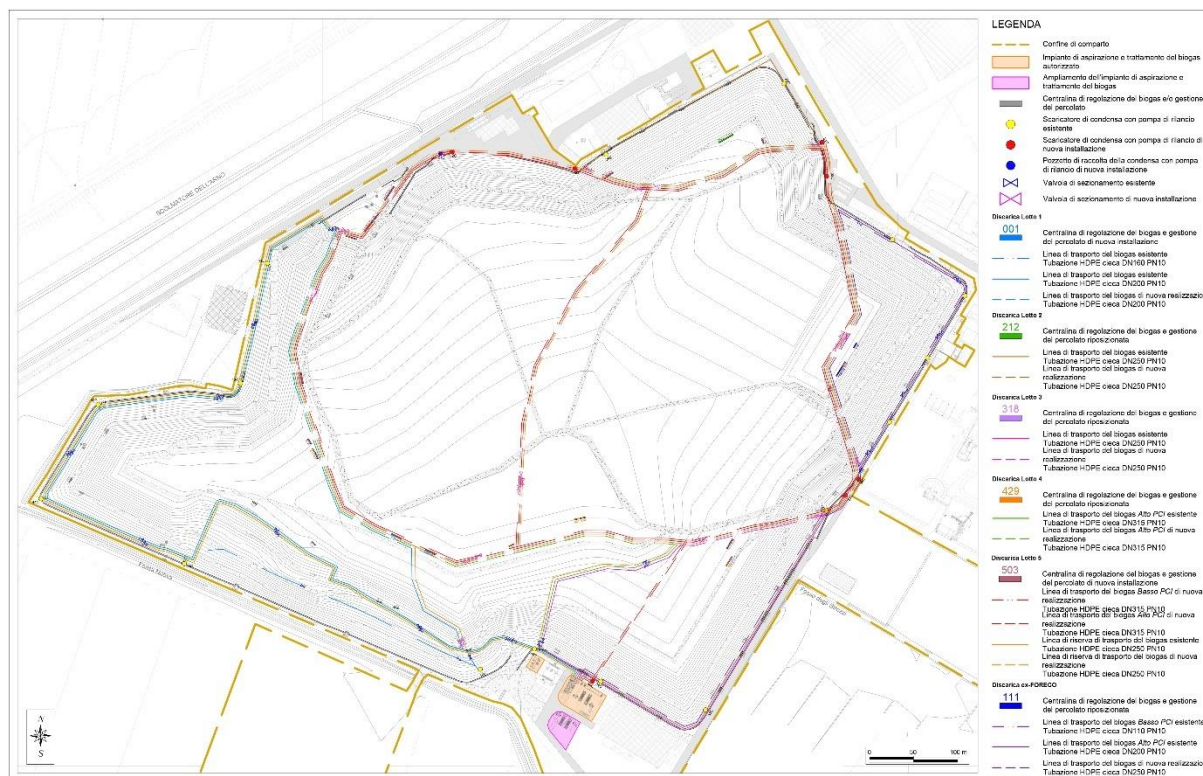 LEGENDA
Confine di comparto
Impianto di aspirazione e trattamento del biogas
autorizzato
Ampliamento dell'impianto di aspirazione e
trattamento del biogas
Centralina di regolazione del biogas e/o gestione
del percolato
Scaricatore di condensa con pompa di rilancio
esistente
Scaricatore di condensa con pompa di rilancio di
nuova installazione
Pozzetto di raccolta della condensa con pompa
di rilancio di nuova installazione
Valvola di sezionamento esistente
Valvola di sezionamento di nuova installazione
Discarica Lotto 1
001
Centralina di regolazione del biogas e gestione
del percolato di nuova installazione
Linea di trasporto del biogas esistente
Tubazione HDPE cieca DN160 PN10
Linea di trasporto del biogas esistente
Tubazione HDPE cieca DN200 PN10
Linea di trasporto del biogas di nuova realizzazio
Tubazione HDPE cieca DN200 PN10
Discarica Lotto 2
212
Centralina di regolazione del biogas e gestione
del percolato riposizionata
Linea di trasporto del biogas esistente
Tubazione HDPE cieca DN250 PN10
Linea di trasporto del biogas di nuova
realizzazione
Tubazione HDPE cieca DN250 PN10
Discarica Lotto 3
318
Centralina di regolazione del biogas e gestione
del percolato riposizionata
Linea di trasporto del biogas esistente
Tubazione HDPE cieca DN250 PN10
Linea di trasporto del biogas di nuova
realizzazione
Tubazione HDPE cieca DN250 PN10
Discarica Lotto 4
429
Centralina di regolazione del biogas e gestione
del percolato riposizionata
Linea di trasporto del biogas Alto PCI esistente
Tubazione HDPE cieca DN315 PN10
Linea di trasporto del biogas Alto PCI di nuova
realizzazione
Tubazione HDPE cieca DN315 PN10
Discarica Lotto 5
503
Centralina di regolazione del biogas e gestione
del percolato di nuova installazione
Linea di trasporto del biogas Basso PCI di nuova
realizzazione
Tubazione HDPE cieca DN315 PN10
Linea di trasporto del biogas Alto PCI di nuova
realizzazione
Tubazione HDPE cieca DN315 PN10
Linea di riserva di trasporto del biogas esistente
Tubazione HDPE cieca DN250 PN10
Linea di riserva di trasporto del biogas di nuova
realizzazione
Tubazione HDPE cieca DN250 PN10
Discarica ex-FORECO
111
Centralina di regolazione del biogas e gestione
del percolato riposizionata
Linea di trasporto del biogas Basso PCI esistente
Tubazione HDPE cieca DN110 PN10
Linea di trasporto del biogas Alto PCI esistente
Tubazione HDPE cieca DN200 PN10
Linea di trasporto del biogas di nuova realizzazio
Tubazione HDPE cieca DN250 PN10
SCOLMATORE DELL'
N
S
0 50 100 m